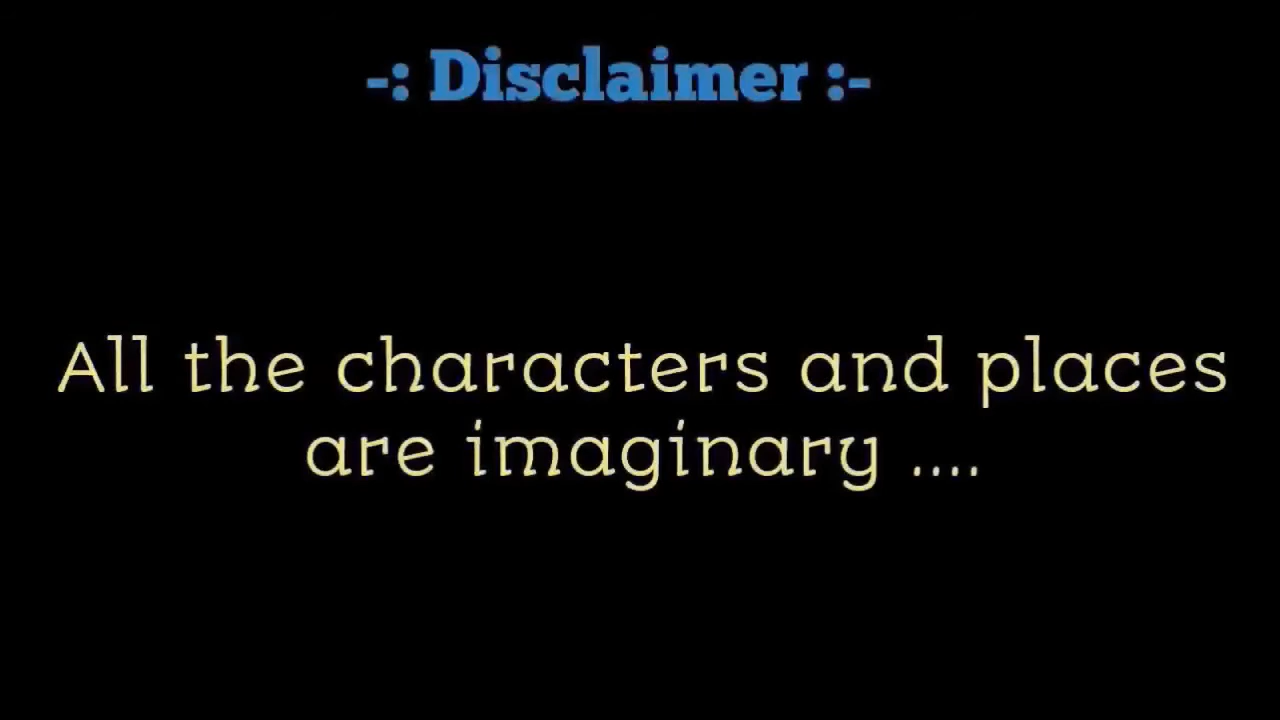 -: Disclaimer :-
All the characters and places
are imaginary ....